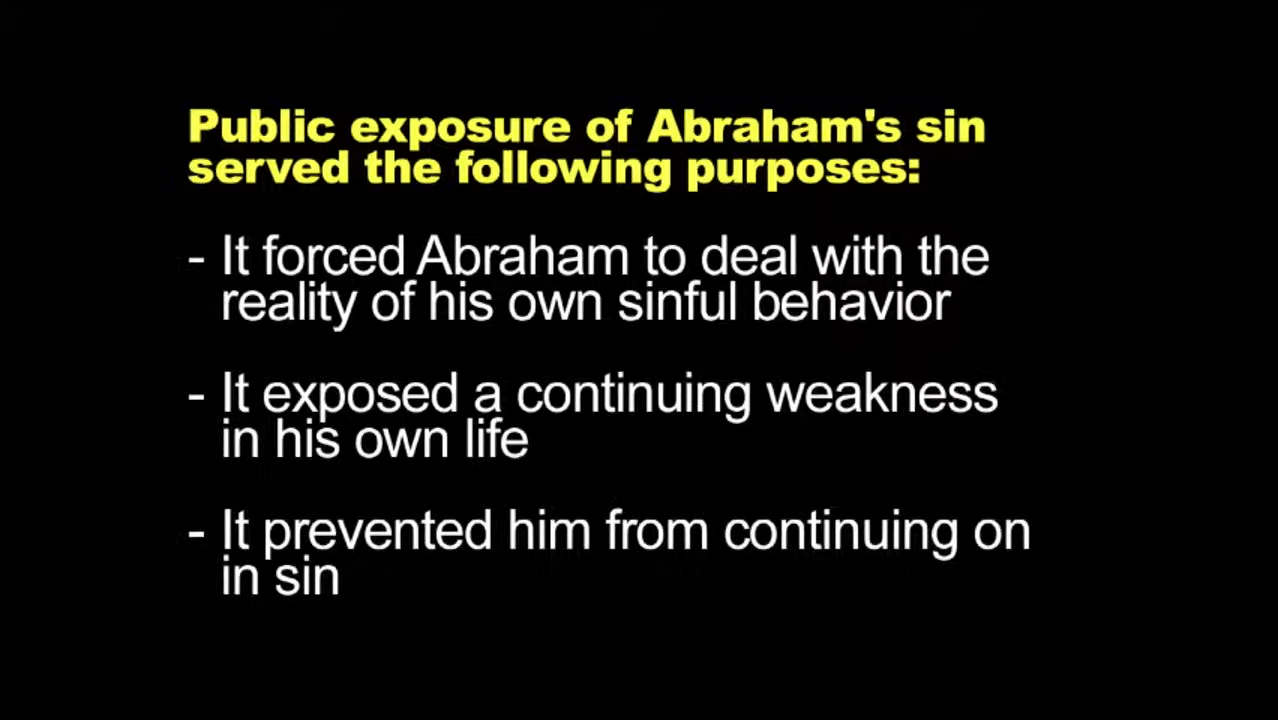 Public exposure of Abraham's sin
served the following purposes:
- It forced Abraham to deal with the
reality of his own sinful behavior
- It exposed a continuing weakness
in his own life
- It prevented him from continuing on
in sin